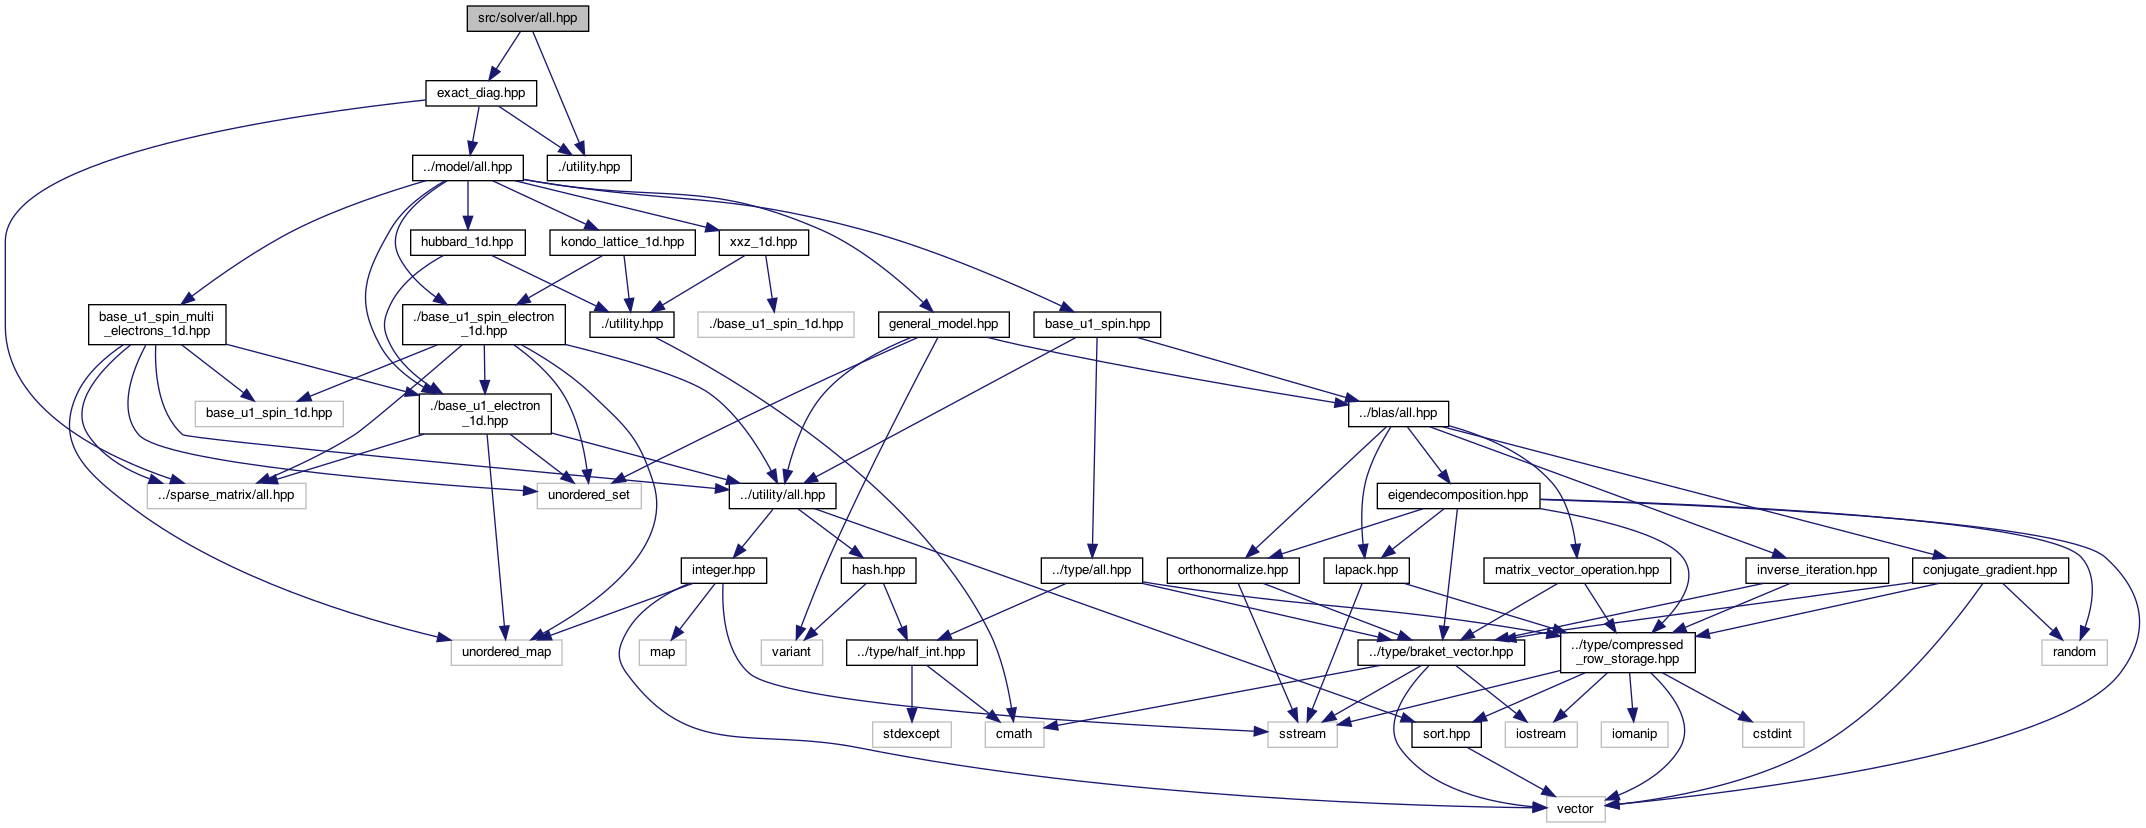 src/solver/all.hpp
exact_diag.hpp
../model/all.hpp
./utility.hpp
hubbard_1d.hpp
kondo_lattice_1d.hpp
xxz_1d.hpp
base_u1_spin_multi
_electrons_1d.hpp
./base_u1_spin_electron
_1d.hpp
./utility.hpp
./base_u1_spin_1d.hpp
general_model.hpp
base_u1_spin.hpp
base_u1_spin_1d.hpp
./base_u1_electron
_1d.hpp
../blas/all.hpp
../sparse_matrix/all.hpp
unordered_set
../utility/all.hpp
eigendecomposition.hpp
integer.hpp
hash.hpp
../type/all.hpp
orthonormalize.hpp
lapack.hpp
matrix_vector_operation.hpp
inverse_iteration.hpp
conjugate_gradient.hpp
unordered_map
map
variant
../type/half_int.hpp
../type/braket_vector.hpp
../type/compressed
_row_storage.hpp
random
stdexcept
cmath
sstream
sort.hpp
iostream
iomanip
cstdint
vector